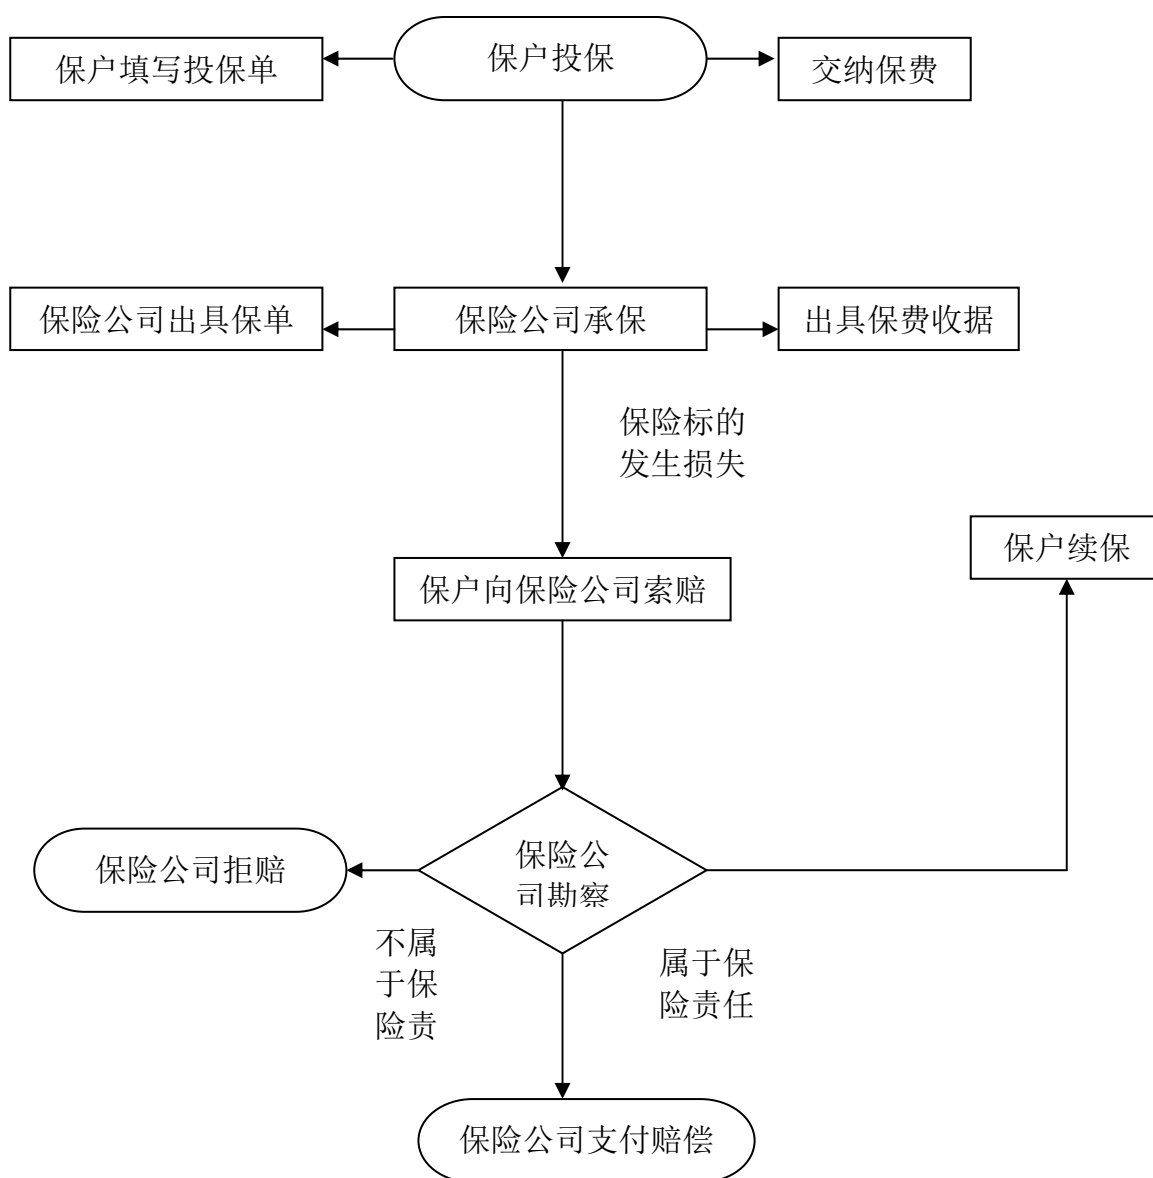 保户投保
保户填写投保单
交纳保费
保险公司出具保单
保险公司承保
出具保费收据
保险标的
发生损失
保户续保
保户向保险公司索赔
保险公司拒赔
保险公
司勘察
不属
于保
险责
属于保
险责任
保险公司支付赔偿